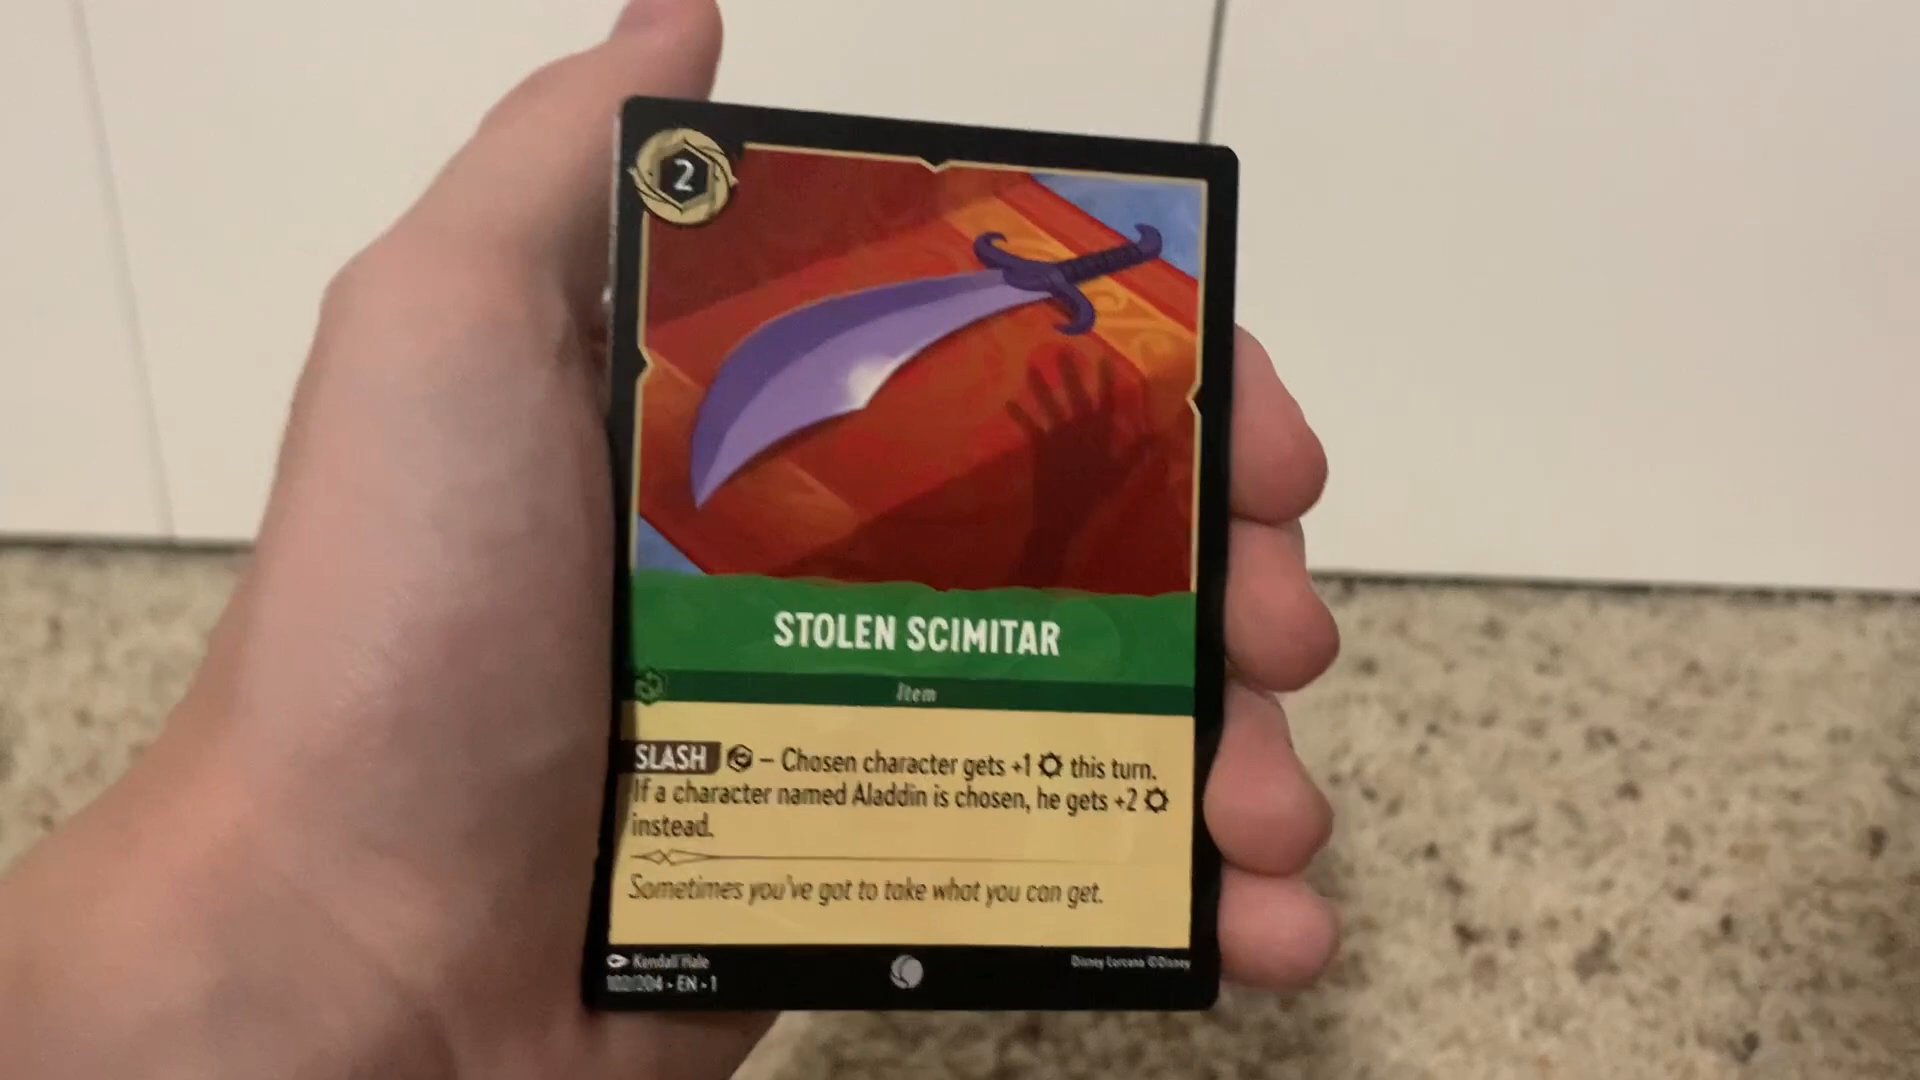 2
STOLEN SCIMITAR
Item
SLASH – Chosen character gets +1 this turn.
If a character named Aladdin is chosen, he gets +2
instead.
Sometimes you've got to take what you can get.
Kendall Hale
Disney Lorcana ©Disney
102/204 • EN • 1